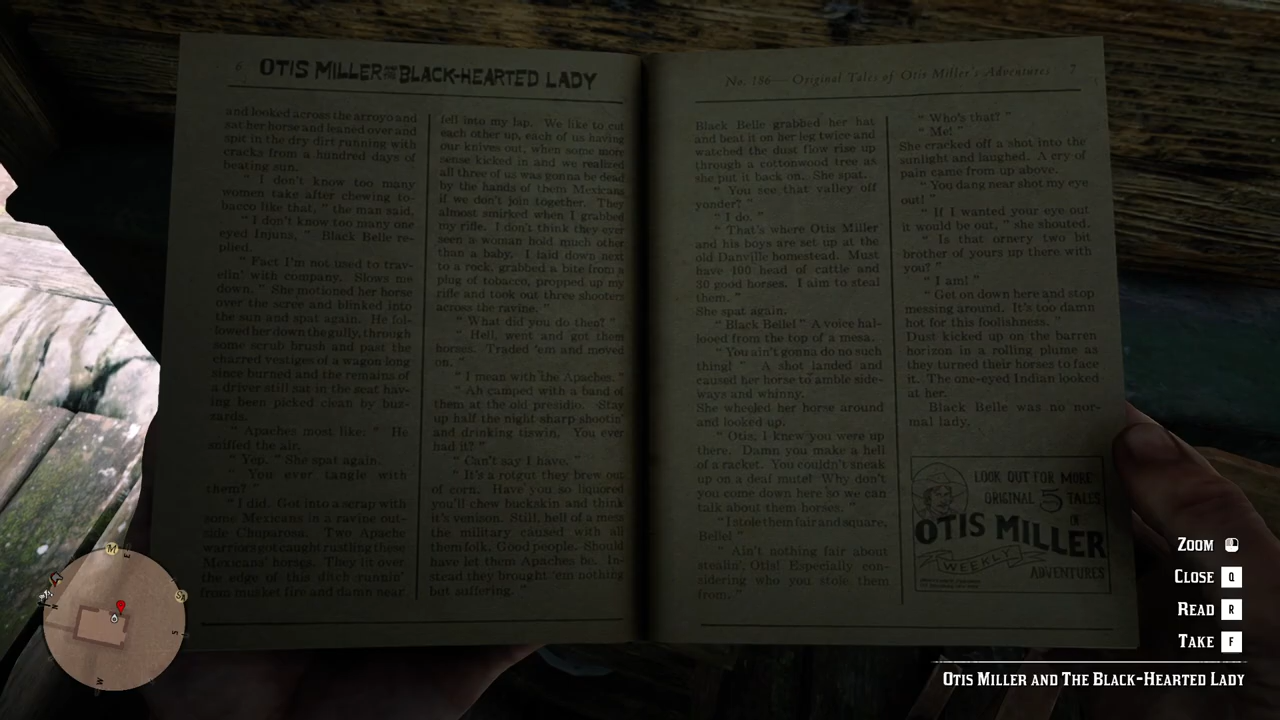 6
OTIS MILLER AND THE BLACK-HEARTED LADY
and looked across the arroyo and
sat her horse and leaned over and
spit in the dry dirt running with
cracks from a hundred days of
beating sun.
" I don't know too many
women take after chewing to-
bacco like that, " the man said.
" I don't know too many one
eyed Injuns, " Black Belle re-
plied.
" Fact I'm not used to trav-
elin' with company. Slows me
down. " She motioned her horse
over the scree and blinked into
the sun and spat again. He fol-
lowed her down the gully, through
some scrub brush and past the
charred vestiges of a wagon long
since burned and the remains of
a driver still sat in the seat hav-
ing been picked clean by buz-
zards.
" Apaches most like. " He
sniffed the air.
" Yep. " She spat again.
" You ever tangle with
them? "
" I did. Got into a scrap with
some Mexicans in a ravine out-
side Chuparosa. Two Apache
warriors got caught rustling these
Mexicans' horses. They lit over
the edge of this ditch runnin'
from musket fire and damn near
fell into my lap. We like to cut
each other up, each of us having
our knives out, when some more
sense kicked in and we realized
all three of us was gonna be dead
by the hands of them Mexicans
if we don't join together. They
almost smirked when I grabbed
my rifle. I don't think they ever
seen a woman hold much other
than a baby. I laid down next
to a rock, grabbed a bite from a
plug of tobacco, propped up my
rifle and took out three shooters
across the ravine. "
" What did you do then? "
" Hell, went and got them
horses. Traded 'em and moved
on. "
" I mean with the Apaches. "
" Ah camped with a band of
them at the old presidio. Stay
up half the night sharp shootin'
and drinking tiswin. You ever
had it? "
" Can't say I have. "
" It's a rotgut they brew out
of corn. Have you so liquored
you'll chew buckskin and think
it's venison. Still, hell of a mess
the military caused with all
them folk. Good people. Should
have let them Apaches be. In-
stead they brought 'em nothing
but suffering. "
No. 186 — Original Tales of Otis Miller's Adventures 7
Black Belle grabbed her hat
and beat it on her leg twice and
watched the dust flow rise up
through a cottonwood tree as
she put it back on. She spat.
" You see that valley off
yonder? "
" I do. "
" That's where Otis Miller
and his boys are set up at the
old Danville homestead. Must
have 400 head of cattle and
30 good horses. I aim to steal
them. "
She spat again.
" Black Belle! " A voice hal-
looed from the top of a mesa.
" You ain't gonna do no such
thing! " A shot landed and
caused her horse to amble side-
ways and whinny.
She wheeled her horse around
and looked up.
" Otis, I knew you were up
there. Damn you make a hell
of a racket. You couldn't sneak
up on a deaf mute! Why don't
you come down here so we can
talk about them horses. "
" I stole them fair and square,
Belle! "
" Ain't nothing fair about
stealin', Otis! Especially con-
sidering who you stole them
from. "
" Who's that? "
" Me! "
She cracked off a shot into the
sunlight and laughed. A cry of
pain came from up above.
" You dang near shot my eye
out! "
" If I wanted your eye out
it would be out, " she shouted.
" Is that ornery two bit
brother of yours up there with
you? "
" I am! "
" Get on down here and stop
messing around. It's too damn
hot for this foolishness. "
Dust kicked up on the barren
horizon in a rolling plume as
they turned their horses to face
it. The one-eyed Indian looked
at her.
Black Belle was no nor-
mal lady.
LOOK OUT FOR MORE
ORIGINAL 5 TALES
IN
OTIS MILLER
WEEKLY
ADVENTURES
ZOOM
CLOSE Q
READ R
TAKE F
OTIS MILLER AND THE BLACK-HEARTED LADY
M
E
S
S
N
W